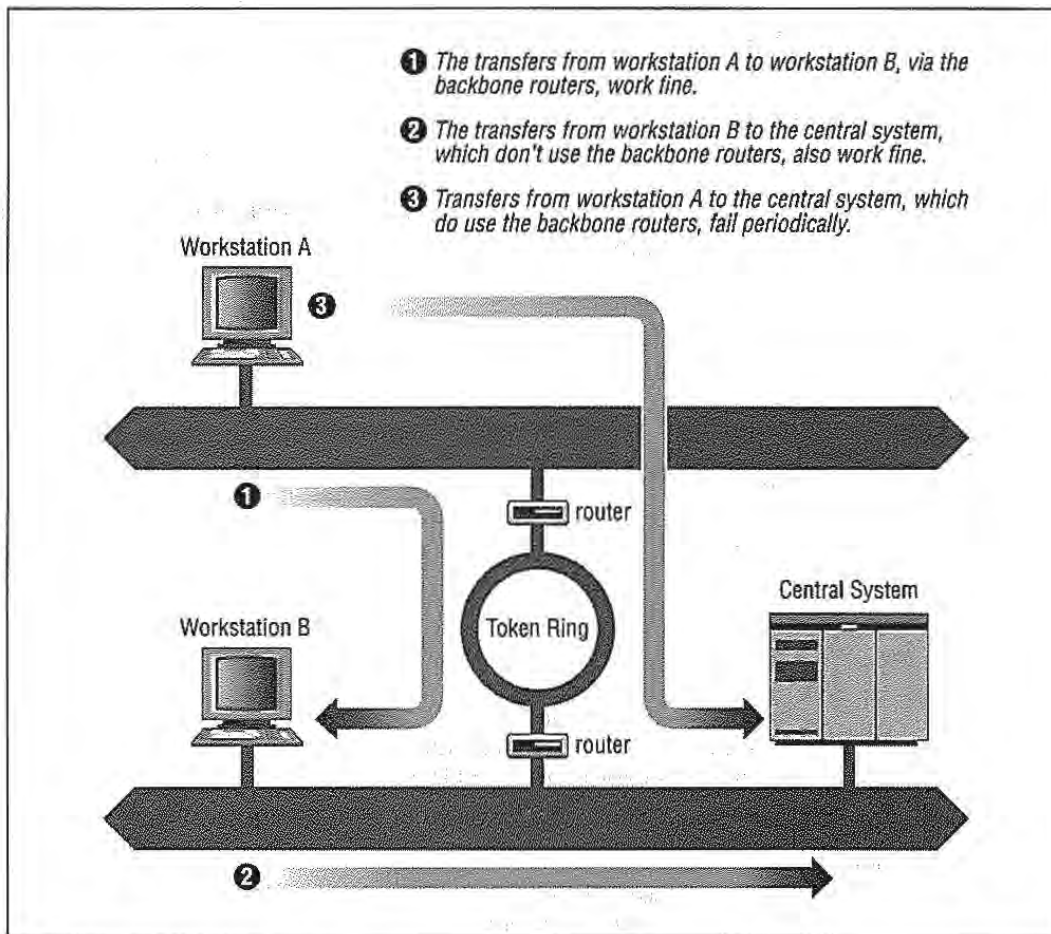 1 The transfers from workstation A to workstation B, via the
backbone routers, work fine.
2 The transfers from workstation B to the central system,
which don't use the backbone routers, also work fine.
3 Transfers from workstation A to the central system, which
do use the backbone routers, fail periodically.
Workstation A
3
1
router
Central System
Workstation B
Token Ring
router
2